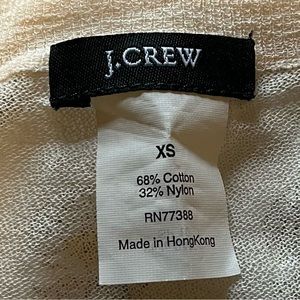 J.CREW
XS
68% Cotton
32% Nylon
RN77388
Made in HongKong